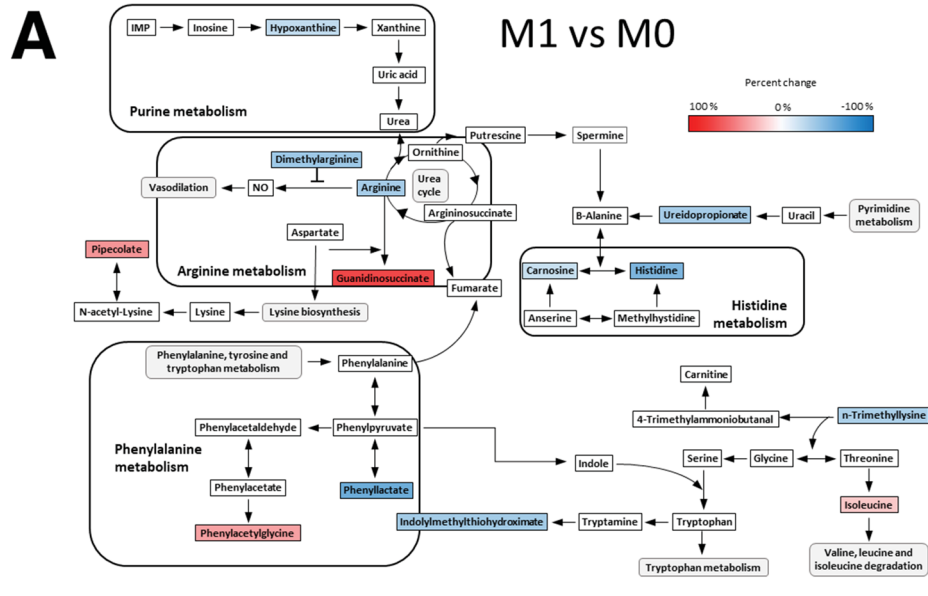 A
M1 vs M0
IMP
Inosine
Hypoxanthine
Xanthine
Uric acid
Urea
Purine metabolism
Percent change
100 %
0 %
-100 %
Putrescine
Spermine
Dimethylarginine
Ornithine
Vasodilation
NO
Arginine
Urea
cycle
Argininosuccinate
B-Alanine
Ureidopropionate
Uracil
Pyrimidine
metabolism
Aspartate
Pipecolate
Arginine metabolism
Guanidinosuccinate
Fumarate
Carnosine
Histidine
Anserine
Methylhystidine
Histidine
metabolism
N-acetyl-Lysine
Lysine
Lysine biosynthesis
Phenylalanine, tyrosine and
tryptophan metabolism
Phenylalanine
Carnitine
4-Trimethylammoniobutanal
n-Trimethyllysine
Phenylacetaldehyde
Phenylpyruvate
Phenylalanine
metabolism
Indole
Serine
Glycine
Threonine
Phenylacetate
Phenyllactate
Isoleucine
Phenylacetylglycine
Indolylmethylthiohydroximate
Tryptamine
Tryptophan
Tryptophan metabolism
Valine, leucine and
isoleucine degradation